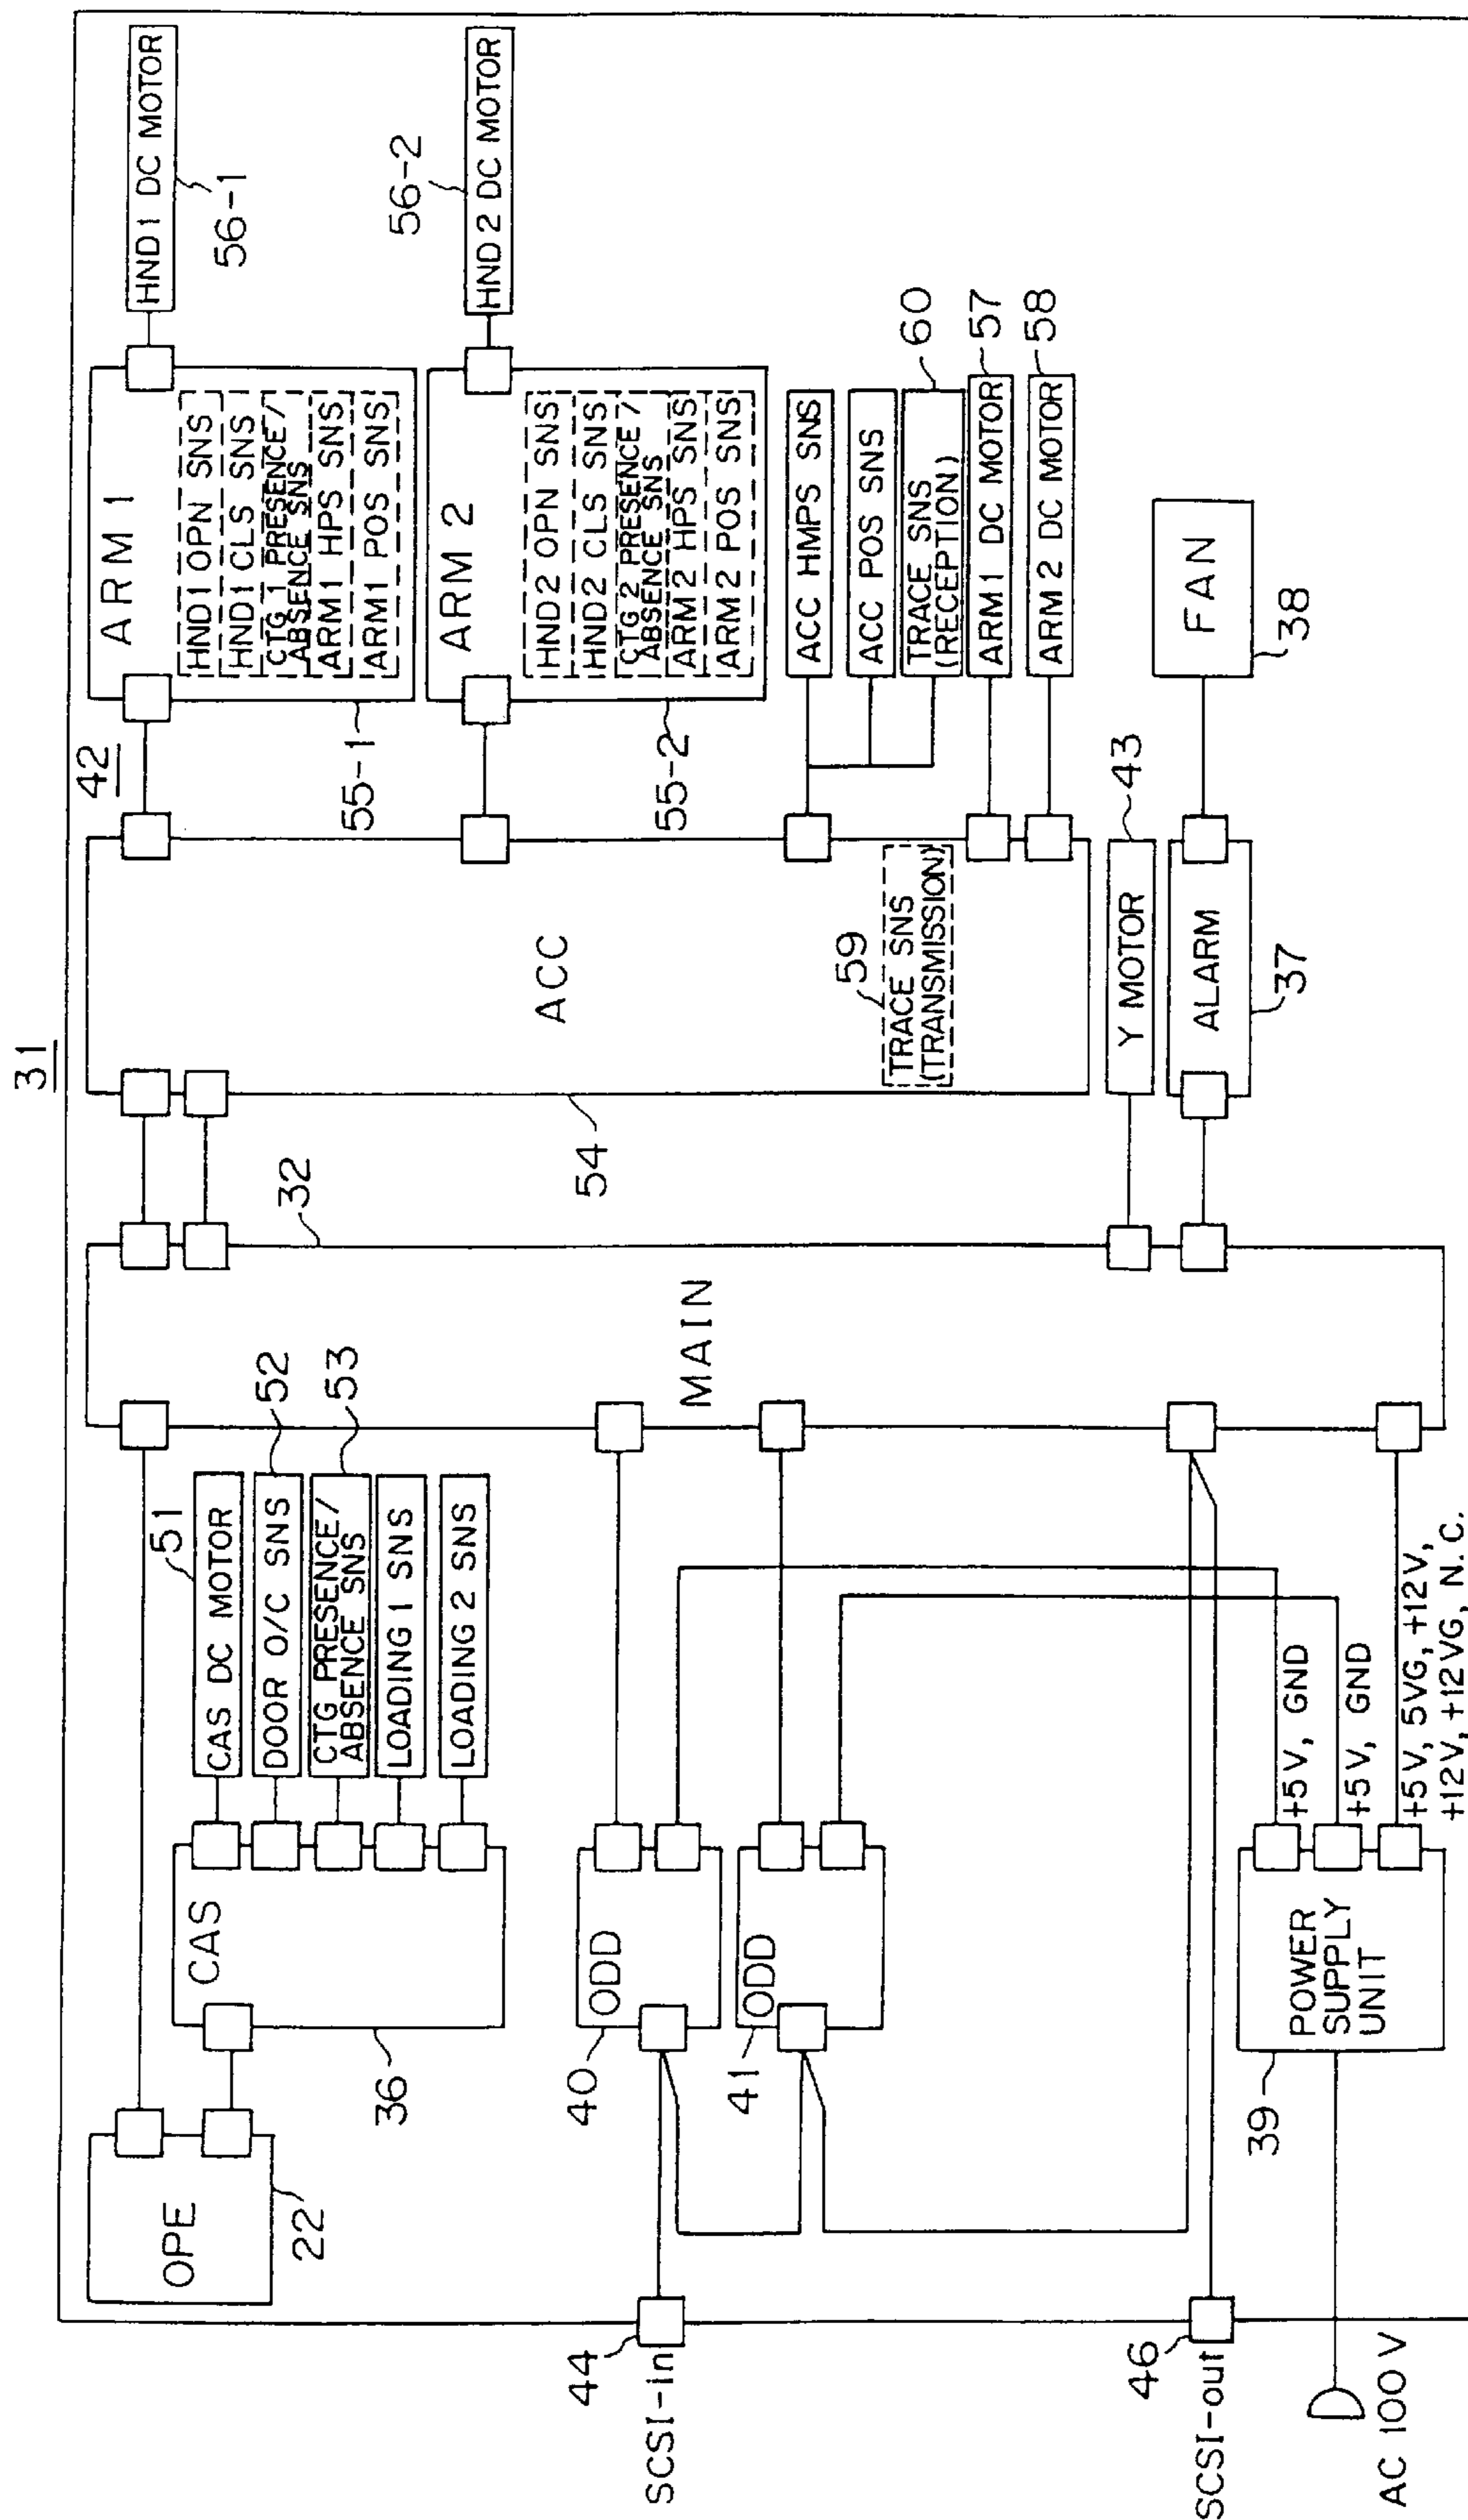 31
OPE
22
CAS
36
51
CAS DC MOTOR
52
DOOR O/C SNS
53
CTG PRESENCE/
ABSENCE SNS
LOADING 1 SNS
LOADING 2 SNS
ODD
40
ODD
41
44
SCSI-in
46
SCSI-out
AC 100 V
39
POWER
SUPPLY
UNIT
+5V, GND
+5V, GND
+5V, 5VG, +12V,
+12V, +12VG, N.C.
MAIN
32
54
ACC
59
TRACE SNS
(TRANSMISSION)
Y MOTOR
43
ALARM
37
FAN
38
42
ARM 1
HND1 OPN SNS
HND1 CLS SNS
CTG 1 PRESENCE/
ABSENCE SNS
ARM1 HPS SNS
ARM1 POS SNS
55-1
HND1 DC MOTOR
56-1
ARM 2
HND2 OPN SNS
HND2 CLS SNS
CTG 2 PRESENCE/
ABSENCE SNS
ARM2 HPS SNS
ARM2 POS SNS
55-2
HND2 DC MOTOR
56-2
ACC HMPS SNS
ACC POS SNS
TRACE SNS
(RECEPTION)
60
ARM1 DC MOTOR
57
ARM 2 DC MOTOR
58